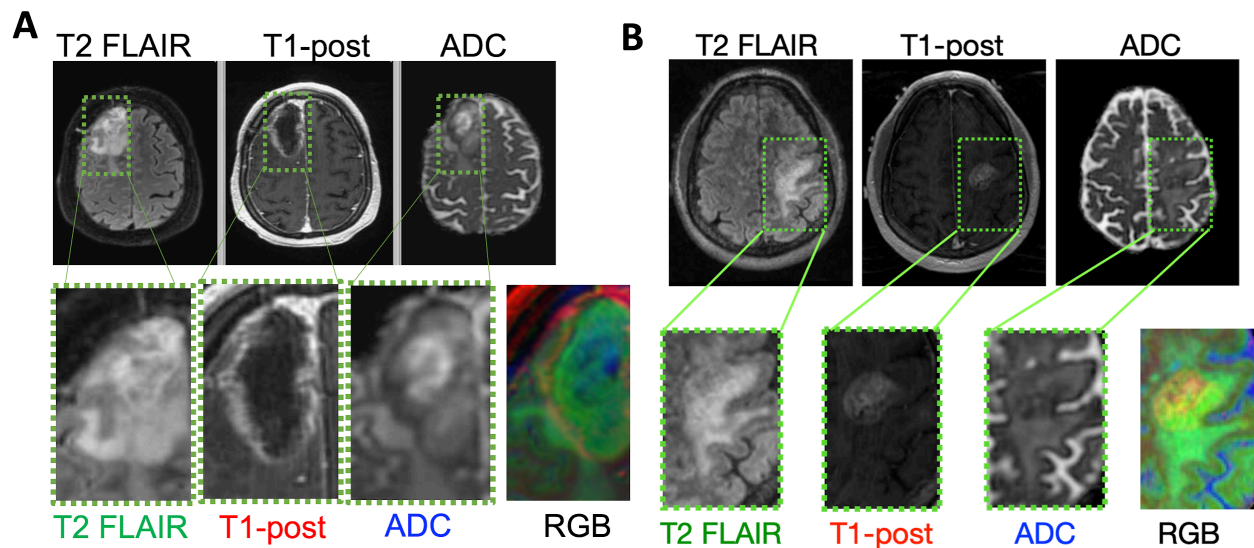 A
T2 FLAIR T1-post ADC
T2 FLAIR T1-post ADC RGB
B
T2 FLAIR T1-post ADC
T2 FLAIR T1-post ADC RGB